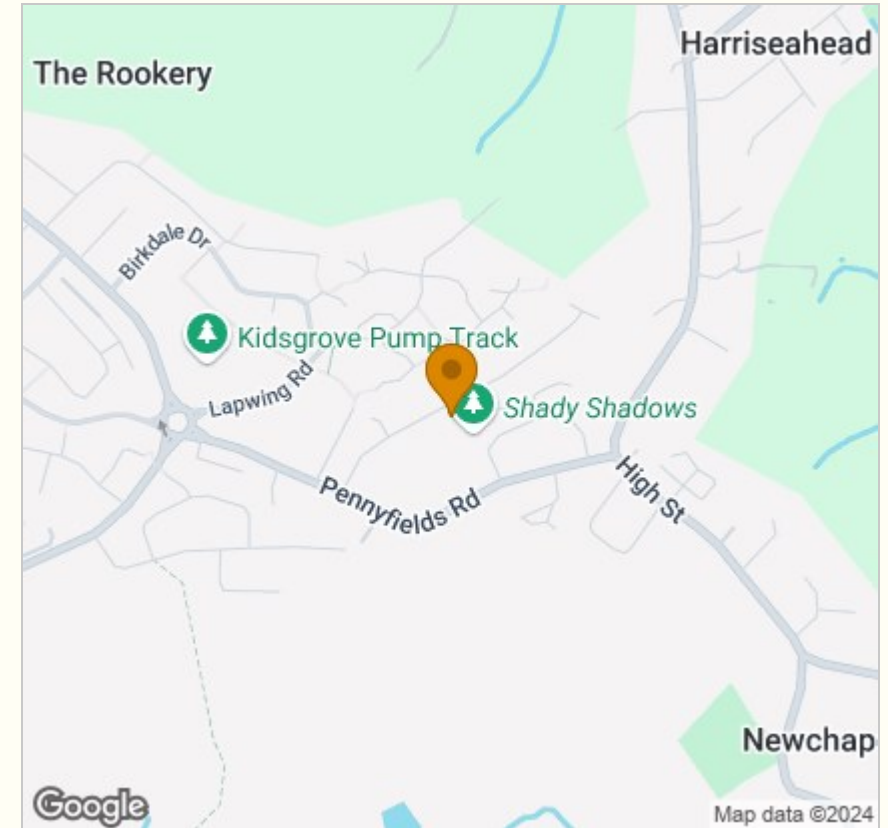 Harriseahead
The Rookery
Birkdale Dr
Kidsgrove Pump Track
Lapwing Rd
Shady Shadows
High St
Pennyfields Rd
Newchap
Google
Map data ©2024